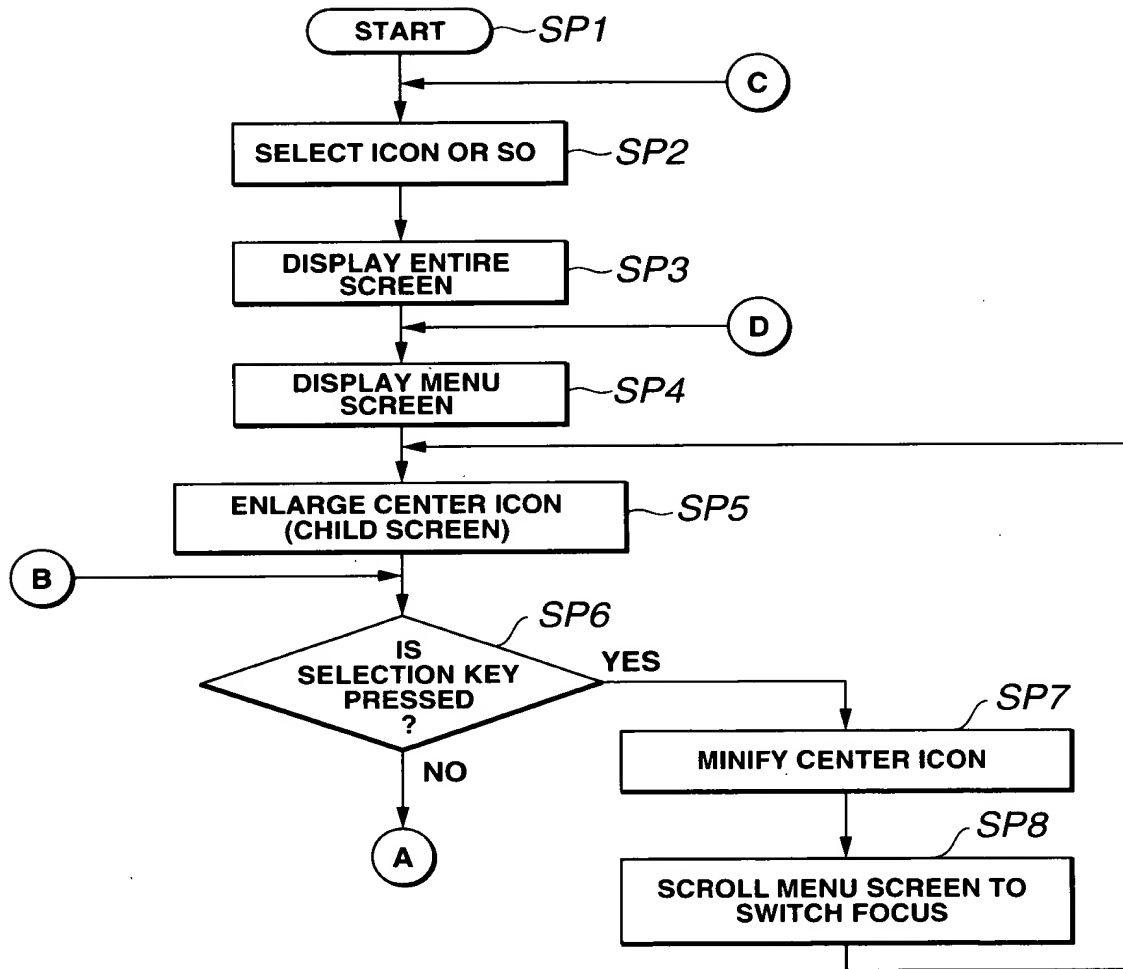 START
SP1
C
SELECT ICON OR SO
SP2
DISPLAY ENTIRE
SCREEN
SP3
D
DISPLAY MENU
SCREEN
SP4
ENLARGE CENTER ICON
(CHILD SCREEN)
SP5
B
SP6
IS
SELECTION KEY
PRESSED
?
YES
NO
A
SP7
MINIFY CENTER ICON
SP8
SCROLL MENU SCREEN TO
SWITCH FOCUS